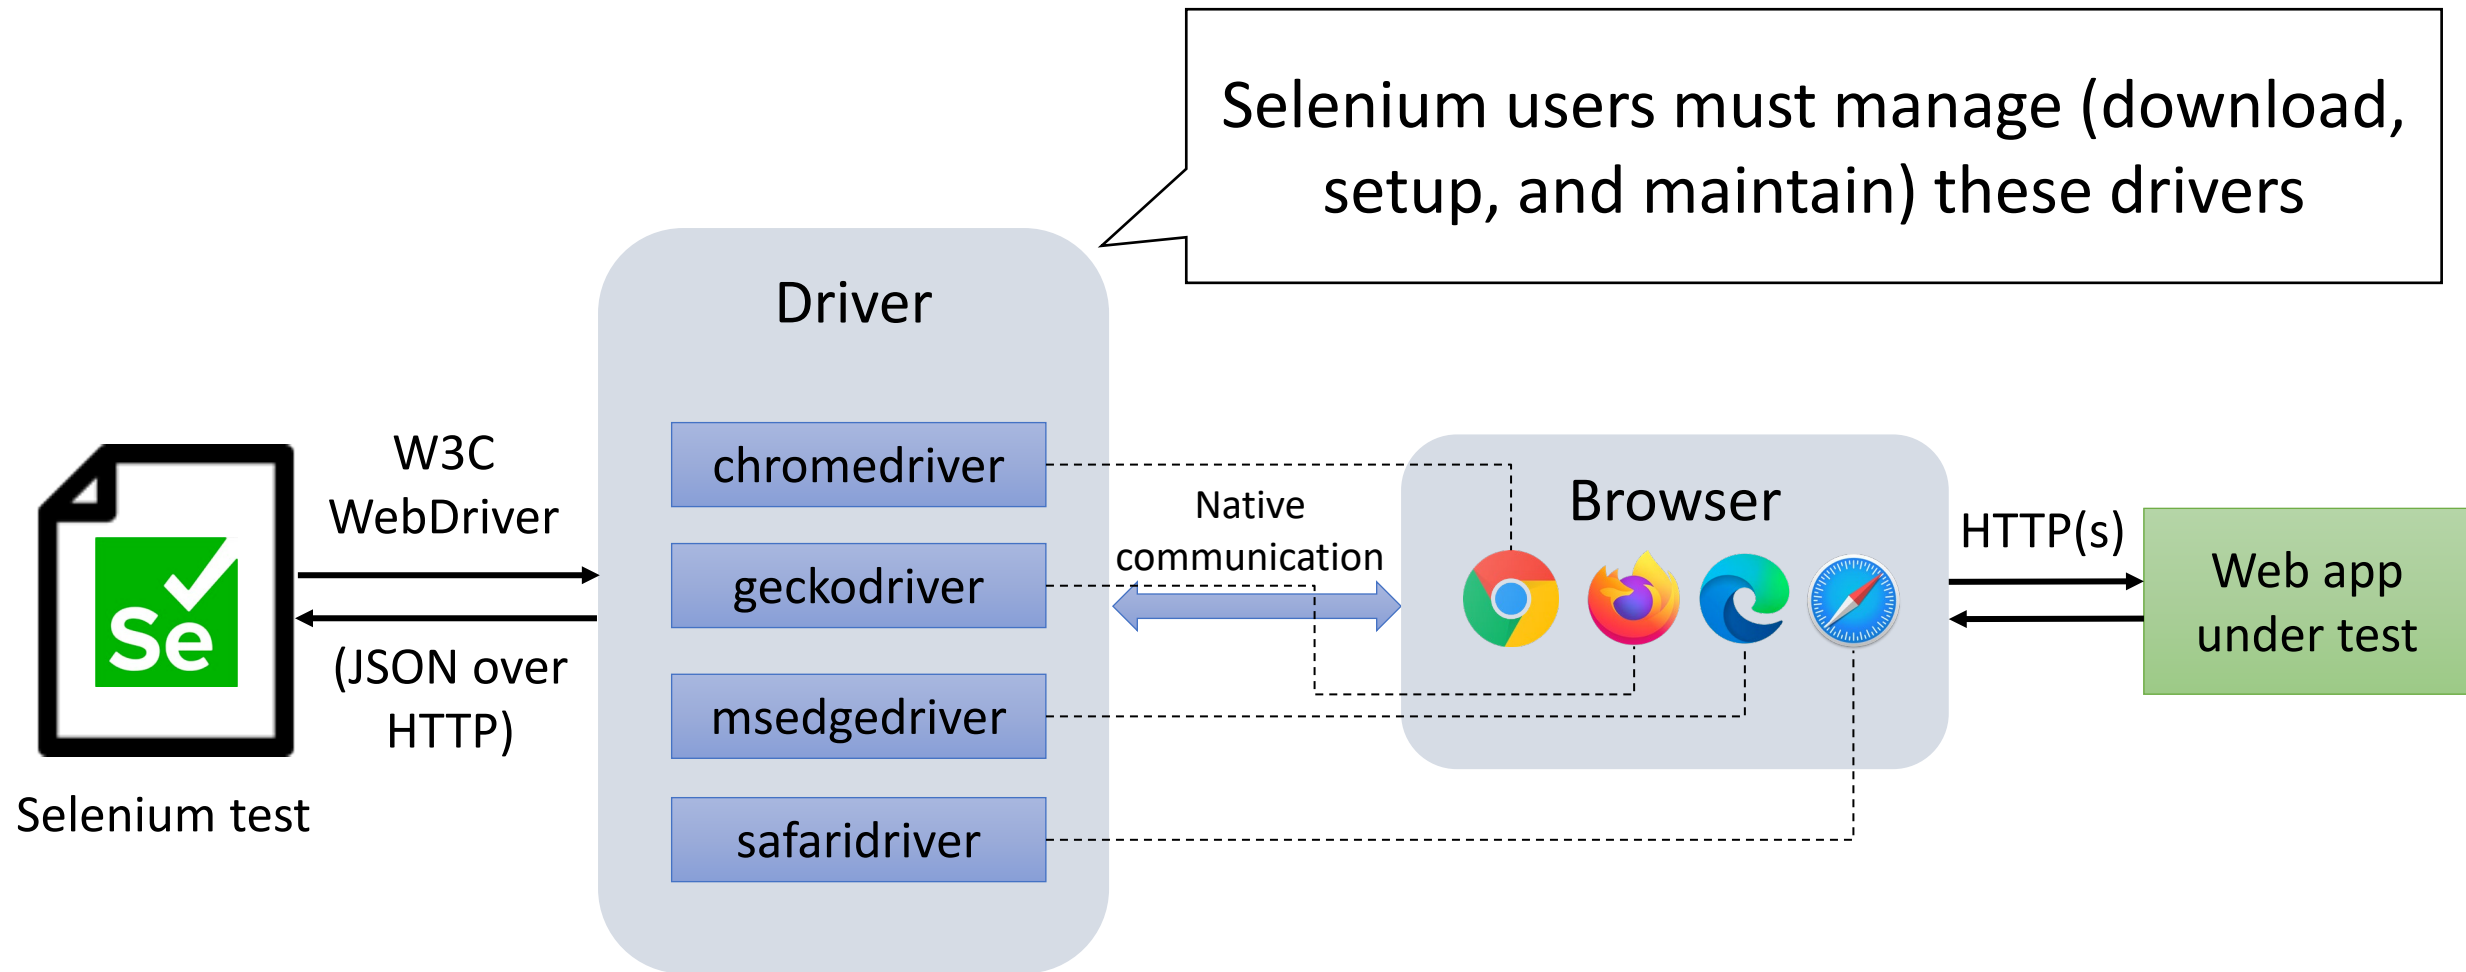 Selenium users must manage (download,
setup, and maintain) these drivers
Driver
chromedriver
geckodriver
msedgedriver
safaridriver
W3C
WebDriver
(JSON over
HTTP)
Se
Selenium test
Native
communication
Browser
HTTP(s)
Web app
under test